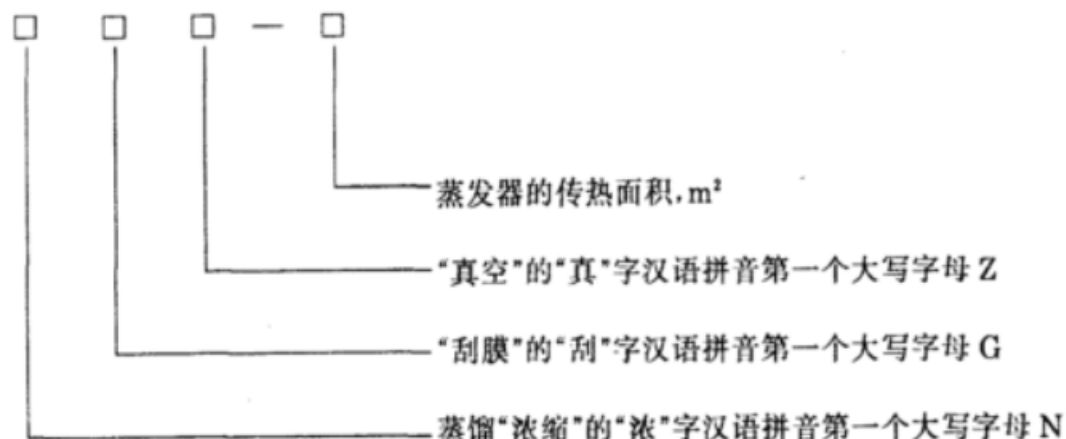 □ □ □ — □
蒸发器的传热面积,m²
“真空”的“真”字汉语拼音第一个大写字母 Z
“刮膜”的“刮”字汉语拼音第一个大写字母 G
蒸馏“浓缩”的“浓”字汉语拼音第一个大写字母 N